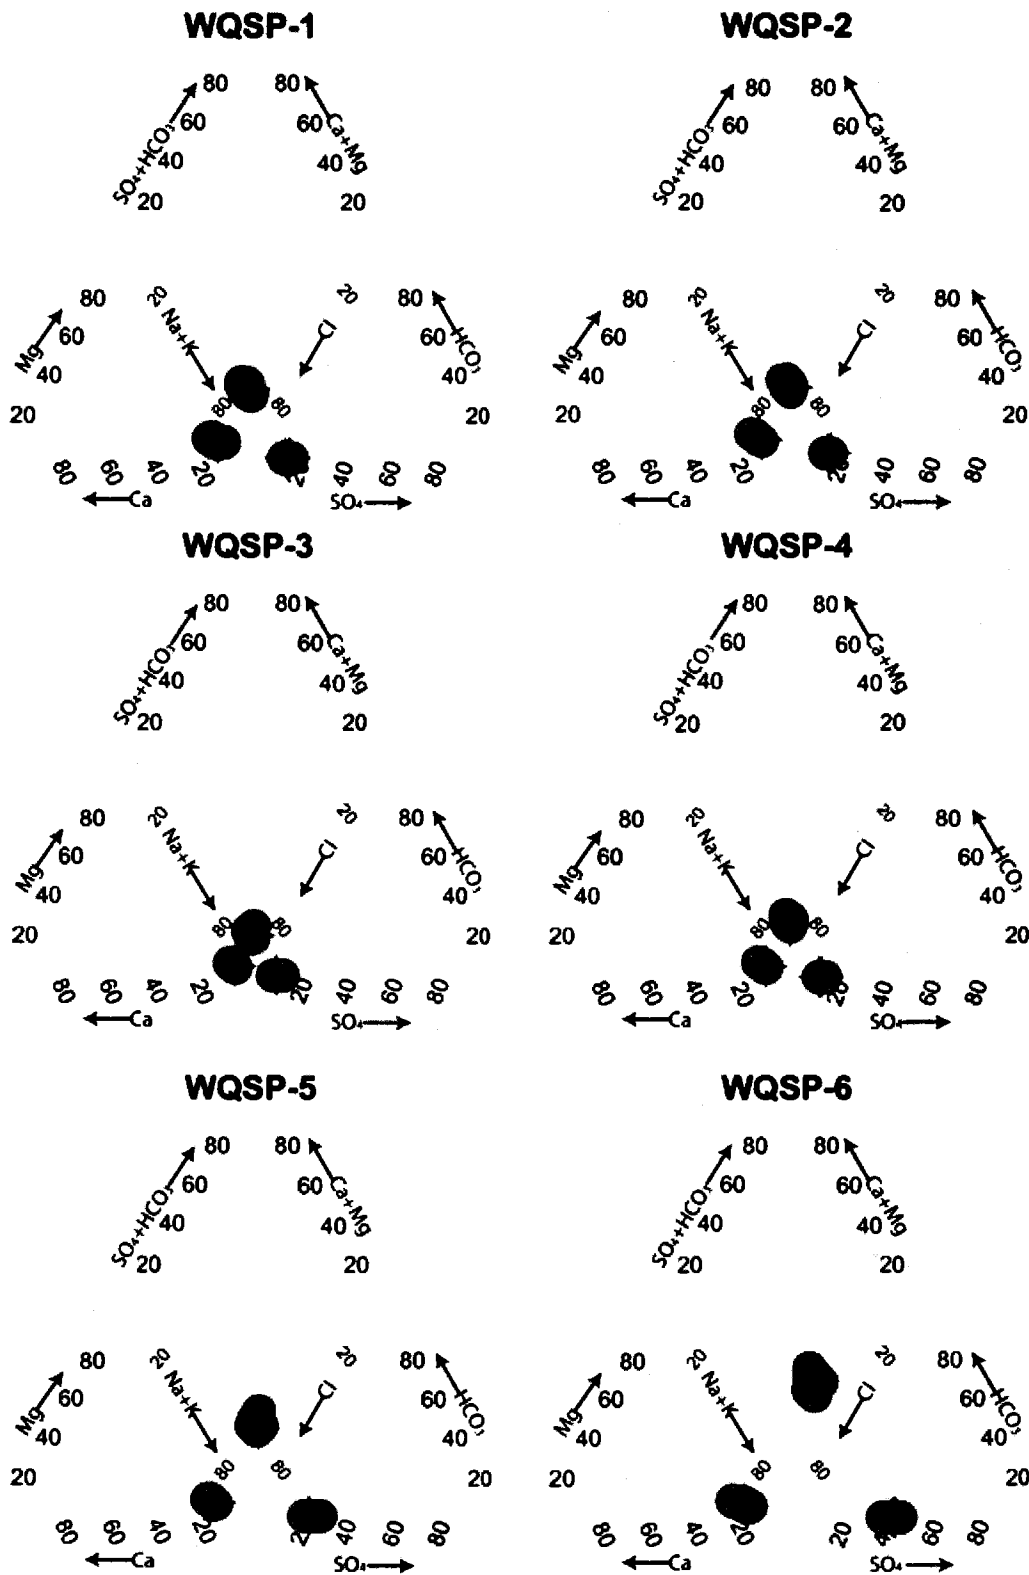 WQSP-1
80 80
SO₄+HCO₃ 60 60 Ca+Mg
40 40
20 20
80 20 20 80
Mg 60 Na+K Cl 60 HCO₃
40 40
20 80 80 20
80 60 40 20 20 40 60 80
Ca SO₄
WQSP-2
80 80
SO₄+HCO₃ 60 60 Ca+Mg
40 40
20 20
80 20 20 80
Mg 60 Na+K Cl 60 HCO₃
40 40
20 80 80 20
80 60 40 20 20 40 60 80
Ca SO₄
WQSP-3
80 80
SO₄+HCO₃ 60 60 Ca+Mg
40 40
20 20
80 20 20 80
Mg 60 Na+K Cl 60 HCO₃
40 40
20 80 80 20
80 60 40 20 20 40 60 80
Ca SO₄
WQSP-4
80 80
SO₄+HCO₃ 60 60 Ca+Mg
40 40
20 20
80 20 20 80
Mg 60 Na+K Cl 60 HCO₃
40 40
20 80 80 20
80 60 40 20 20 40 60 80
Ca SO₄
WQSP-5
80 80
SO₄+HCO₃ 60 60 Ca+Mg
40 40
20 20
80 20 20 80
Mg 60 Na+K Cl 60 HCO₃
40 40
20 80 80 20
80 60 40 20 40 60 80
Ca SO₄
WQSP-6
80 80
SO₄+HCO₃ 60 60 Ca+Mg
40 40
20 20
80 20 20 80
Mg 60 Na+K Cl 60 HCO₃
40 40
20 80 80 20
80 60 40 20 20 60 80
Ca SO₄